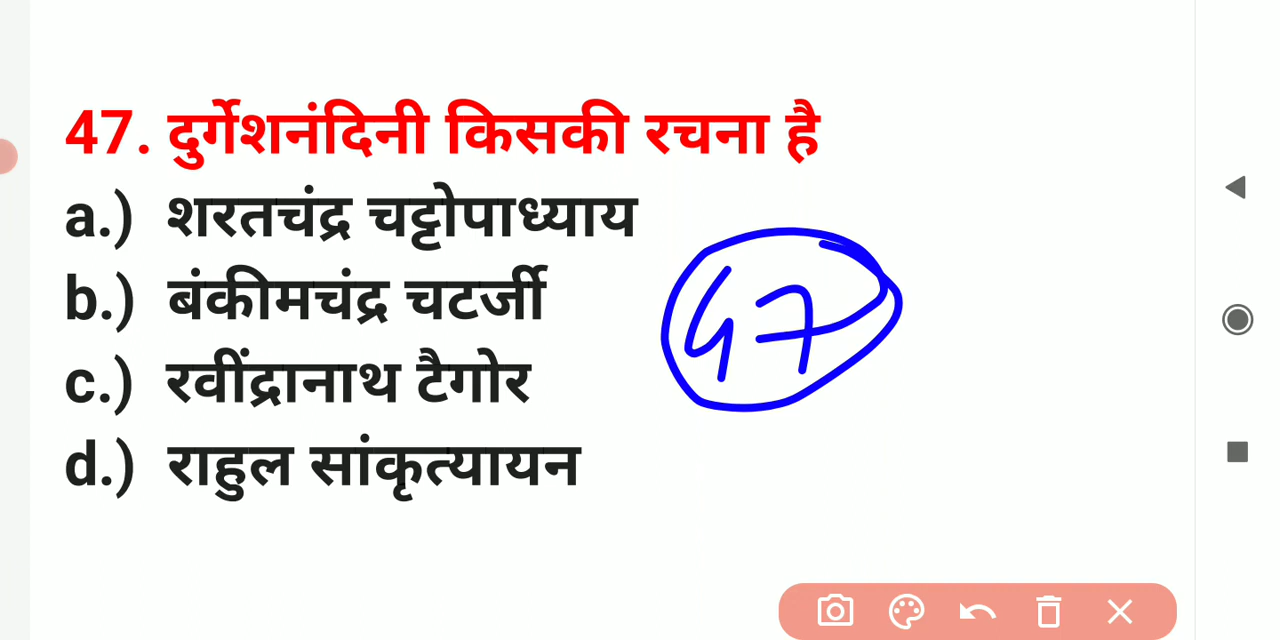 47. दुर्गेशनंदिनी किसकी रचना है
a.) शरतचंद्र चट्टोपाध्याय
b.) बंकीमचंद्र चटर्जी
c.) रवींद्रानाथ टैगोर
d.) राहुल सांकृत्यायन
47